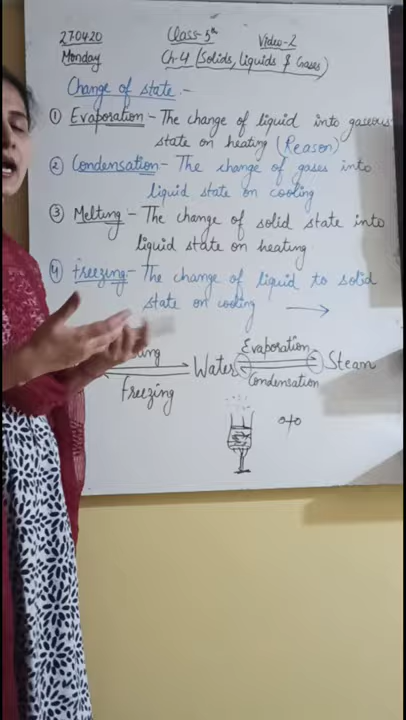 27.04.20 Class-5th Video-2
Monday Ch-4 (Solids, Liquids & Gases)
Change of state :-
① Evaporation - The change of liquid into gaseous
state on heating (Reason)
② Condensation - The change of gases into
liquid state on cooling
③ Melting - The change of solid state into
liquid state on heating
④ Freezing - The change of liquid to solid
state on cooling →
Evaporation
Water Steam
Condensation
Freezing